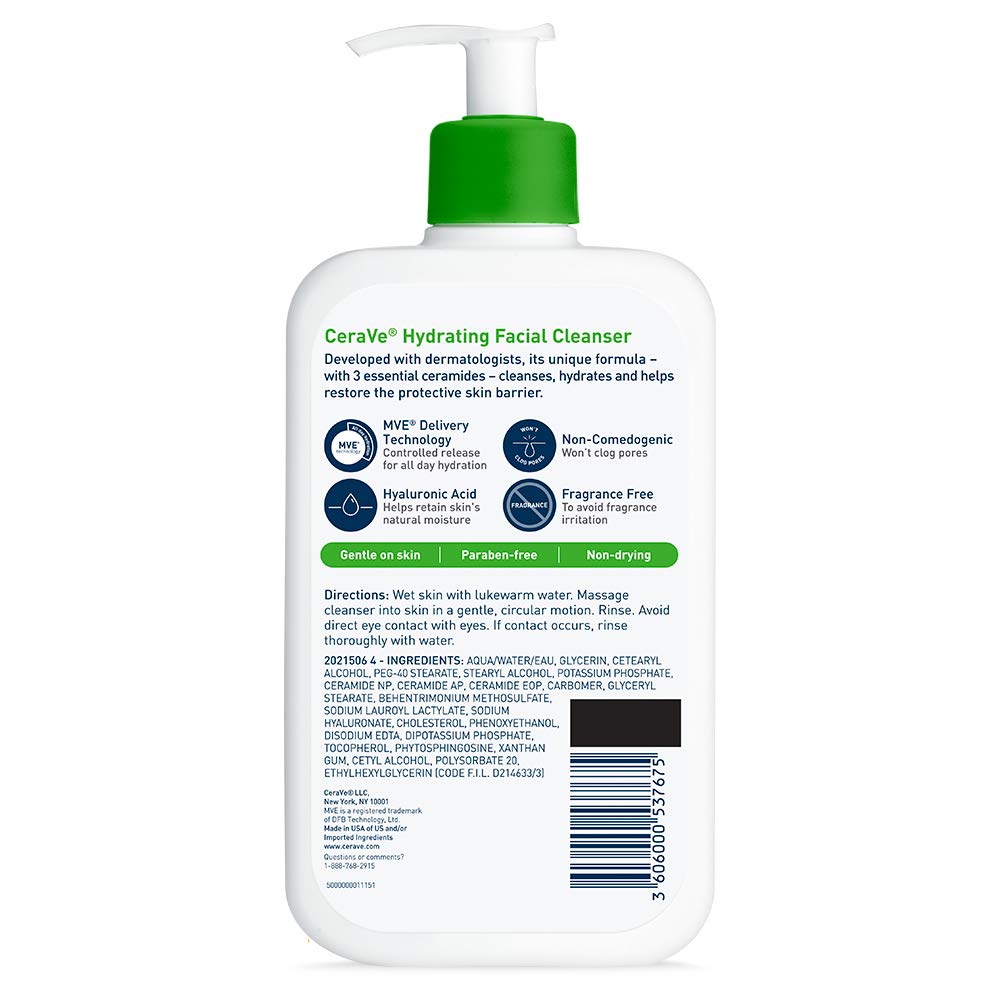 CeraVe® Hydrating Facial Cleanser
Developed with dermatologists, its unique formula –
with 3 essential ceramides – cleanses, hydrates and helps
restore the protective skin barrier.
MVE®
technology
MVE® Delivery
Technology
Controlled release
for all day hydration
WON'T
CLOG PORES
Non-Comedogenic
Won't clog pores
Hyaluronic Acid
Helps retain skin's
natural moisture
FRAGRANCE
Fragrance Free
To avoid fragrance
irritation
Gentle on skin | Paraben-free | Non-drying
Directions: Wet skin with lukewarm water. Massage
cleanser into skin in a gentle, circular motion. Rinse. Avoid
direct eye contact with eyes. If contact occurs, rinse
thoroughly with water.
2021506 4 - INGREDIENTS: AQUA/WATER/EAU, GLYCERIN, CETEARYL
ALCOHOL, PEG-40 STEARATE, STEARYL ALCOHOL, POTASSIUM PHOSPHATE,
CERAMIDE NP, CERAMIDE AP, CERAMIDE EOP, CARBOMER, GLYCERYL
STEARATE, BEHENTRIMONIUM METHOSULFATE,
SODIUM LAUROYL LACTYLATE, SODIUM
HYALURONATE, CHOLESTEROL, PHENOXYETHANOL,
DISODIUM EDTA, DIPOTASSIUM PHOSPHATE,
TOCOPHEROL, PHYTOSPHINGOSINE, XANTHAN
GUM, CETYL ALCOHOL, POLYSORBATE 20,
ETHYLHEXYLGLYCERIN (CODE F.I.L. D214633/3)
CeraVe® LLC,
New York, NY 10001
MVE is a registered trademark
of DFB Technology, Ltd.
Made in USA of US and/or
Imported Ingredients
www.cerave.com
Questions or comments?
1-888-768-2915
5000000011151
3 606000 537675